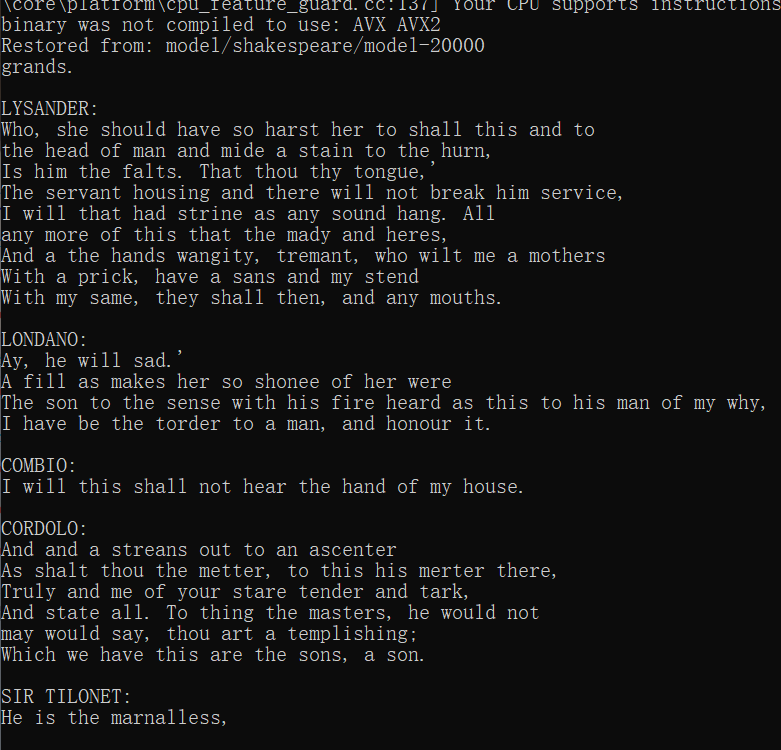 \core\platform\cpu_feature_guard.cc:137] Your CPU supports instructions
binary was not compiled to use: AVX AVX2
Restored from: model/shakespeare/model-20000
grands.
LYSANDER:
Who, she should have so harst her to shall this and to
the head of man and mide a stain to the hurn,
Is him the falts. That thou thy tongue,'
The servant housing and there will not break him service,
I will that had strine as any sound hang. All
any more of this that the mady and heres,
And a the hands wangity, tremant, who wilt me a mothers
With a prick, have a sans and my stend
With my same, they shall then, and any mouths.
LONDANO:
Ay, he will sad.'
A fill as makes her so shonee of her were
The son to the sense with his fire heard as this to his man of my why,
I have be the torder to a man, and honour it.
COMBIO:
I will this shall not hear the hand of my house.
CORDOLO:
And and a streans out to an ascenter
As shalt thou the metter, to this his merter there,
Truly and me of your stare tender and tark,
And state all. To thing the masters, he would not
may would say, thou art a templishing;
Which we have this are the sons, a son.
SIR TILONET:
He is the marnalless,